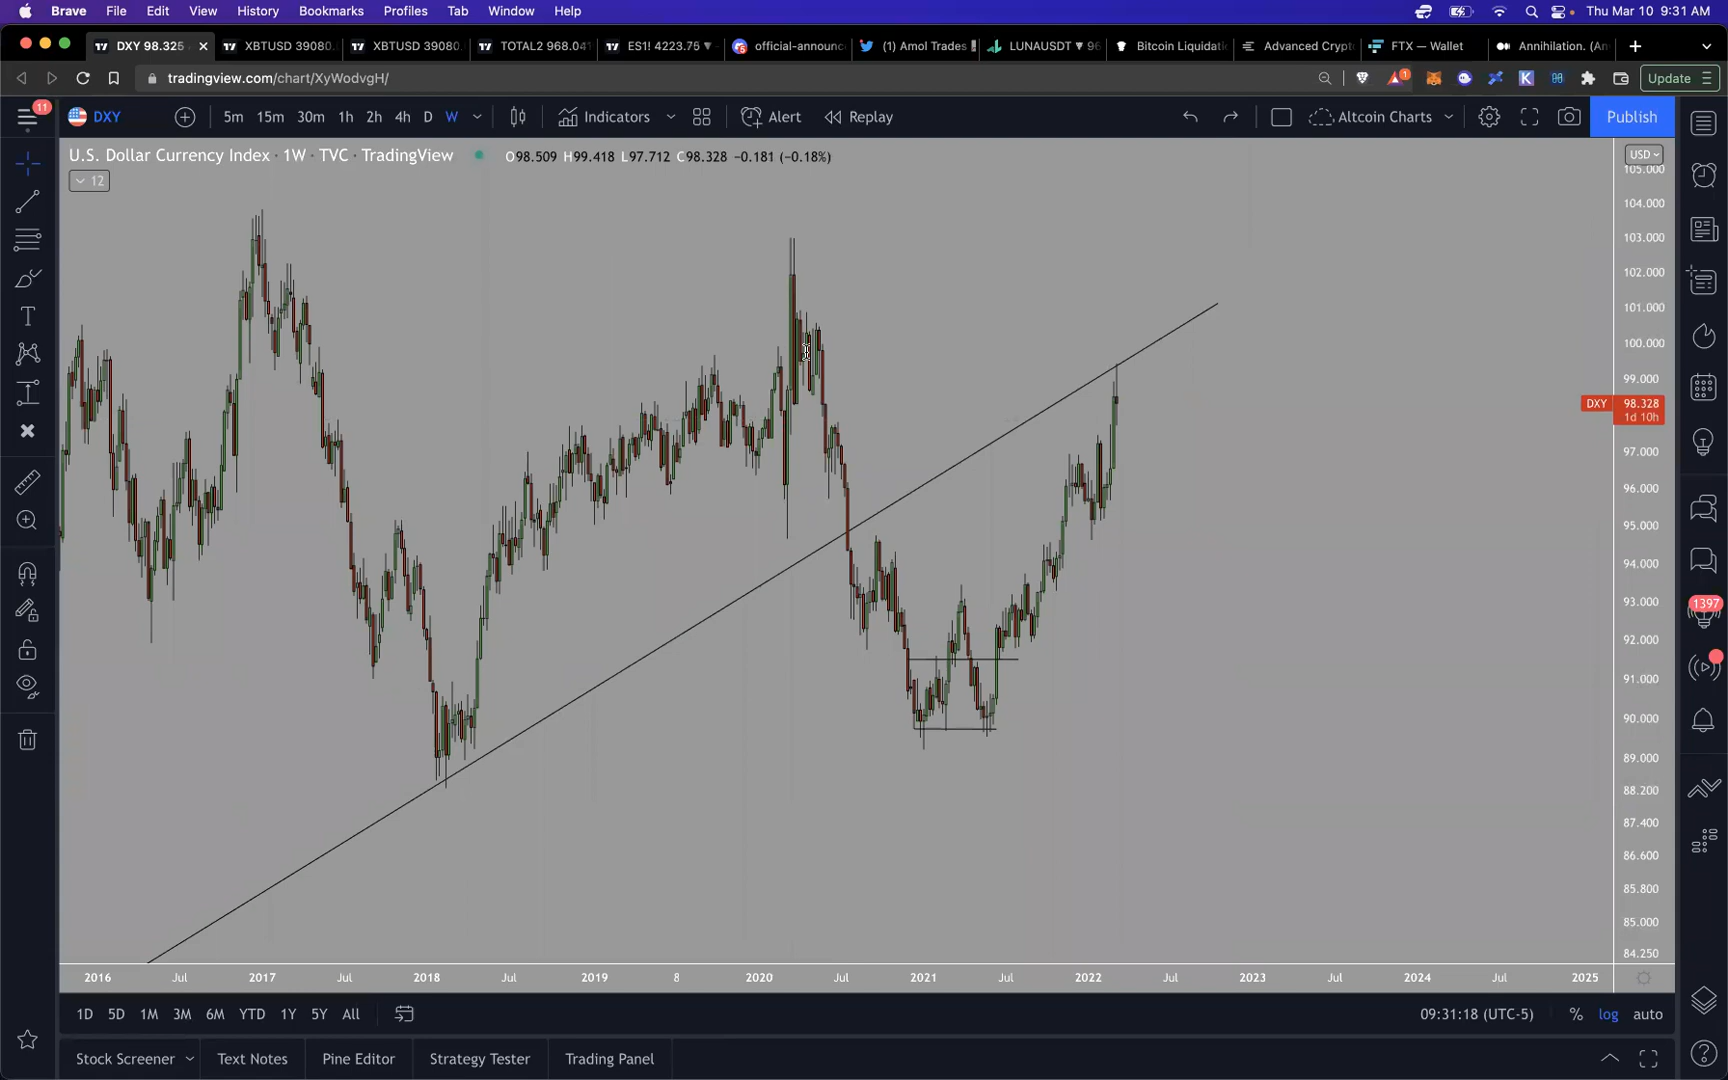 Brave File Edit View History Bookmarks Profiles Tab Window Help Thu Mar 10 9:31 AM
DXY 98.325 XBTUSD 39080. XBTUSD 39080. TOTAL2 968.041 ES1! 4223.75 ▼ official-announc (1) Amol Trades LUNAUSDT ▼ 96 Bitcoin Liquidati Advanced Crypt FTX — Wallet Annihilation. (An
tradingview.com/chart/XyWodvgH/ 1 Update
11 DXY 5m 15m 30m 1h 2h 4h D W Indicators Alert Replay Altcoin Charts Publish
U.S. Dollar Currency Index · 1W · TVC · TradingView O98.509 H99.418 L97.712 C98.328 −0.181 (−0.18%)
12
USD
105.000
104.000
103.000
102.000
101.000
100.000
99.000
DXY 98.328
1d 10h
97.000
96.000
95.000
94.000
93.000
92.000
91.000
90.000
89.000
88.200
87.400
86.600
85.800
85.000
84.250
1397
2016 Jul 2017 Jul 2018 Jul 2019 8 2020 Jul 2021 Jul 2022 Jul 2023 Jul 2024 Jul 2025
1D 5D 1M 3M 6M YTD 1Y 5Y All 09:31:18 (UTC-5) % log auto
Stock Screener Text Notes Pine Editor Strategy Tester Trading Panel